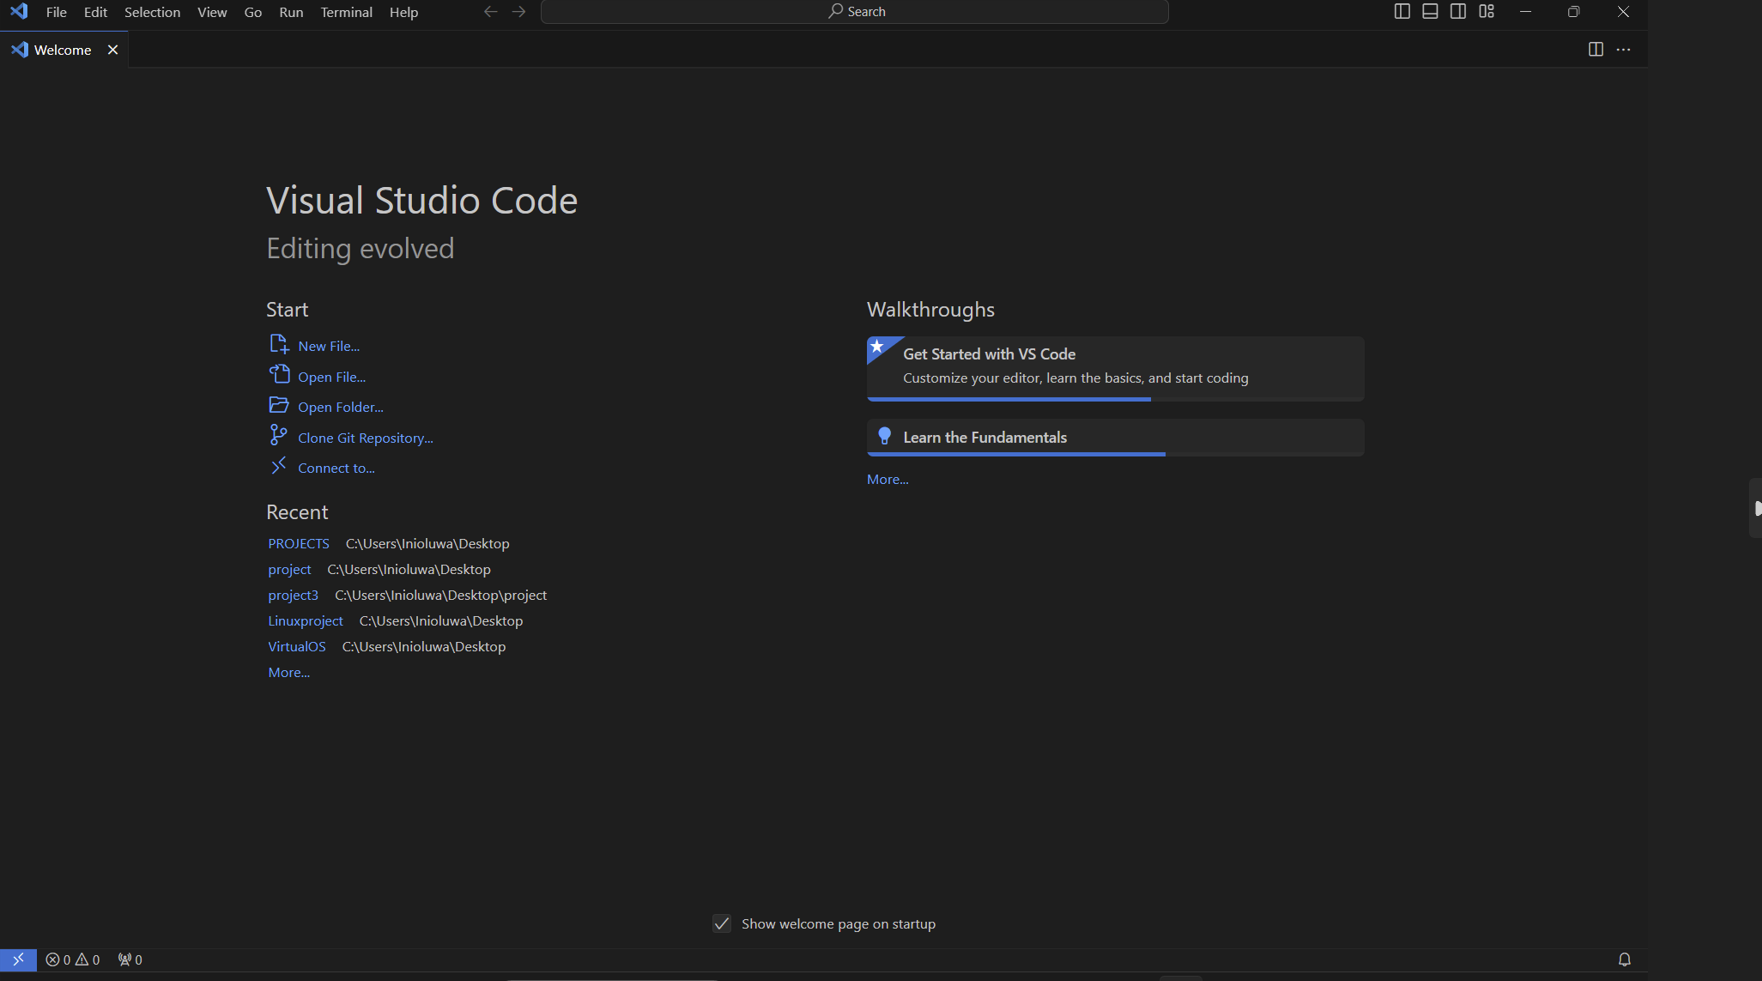 File Edit Selection View Go Run Terminal Help
Search
Welcome
Visual Studio Code
Editing evolved
Start
New File...
Open File...
Open Folder...
Clone Git Repository...
Connect to...
Recent
PROJECTS C:\Users\Inioluwa\Desktop
project C:\Users\Inioluwa\Desktop
project3 C:\Users\Inioluwa\Desktop\project
Linuxproject C:\Users\Inioluwa\Desktop
VirtualOS C:\Users\Inioluwa\Desktop
More...
Walkthroughs
Get Started with VS Code
Customize your editor, learn the basics, and start coding
Learn the Fundamentals
More...
Show welcome page on startup
0 0 0